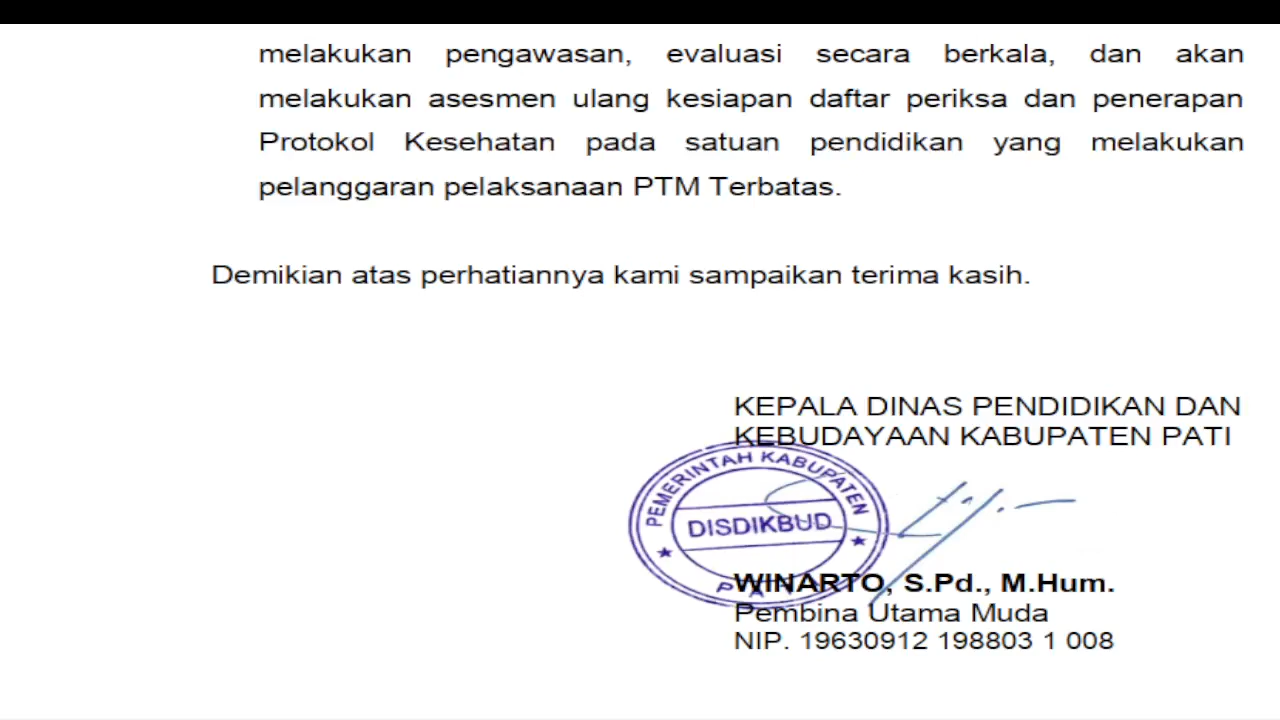 melakukan pengawasan, evaluasi secara berkala, dan akan
melakukan asesmen ulang kesiapan daftar periksa dan penerapan
Protokol Kesehatan pada satuan pendidikan yang melakukan
pelanggaran pelaksanaan PTM Terbatas.
Demikian atas perhatiannya kami sampaikan terima kasih.
KEPALA DINAS PENDIDIKAN DAN
KEBUDAYAAN KABUPATEN PATI
PEMERINTAH KABUPATEN
DISDIKBUD
PATI
WINARTO, S.Pd., M.Hum.
Pembina Utama Muda
NIP. 19630912 198803 1 008